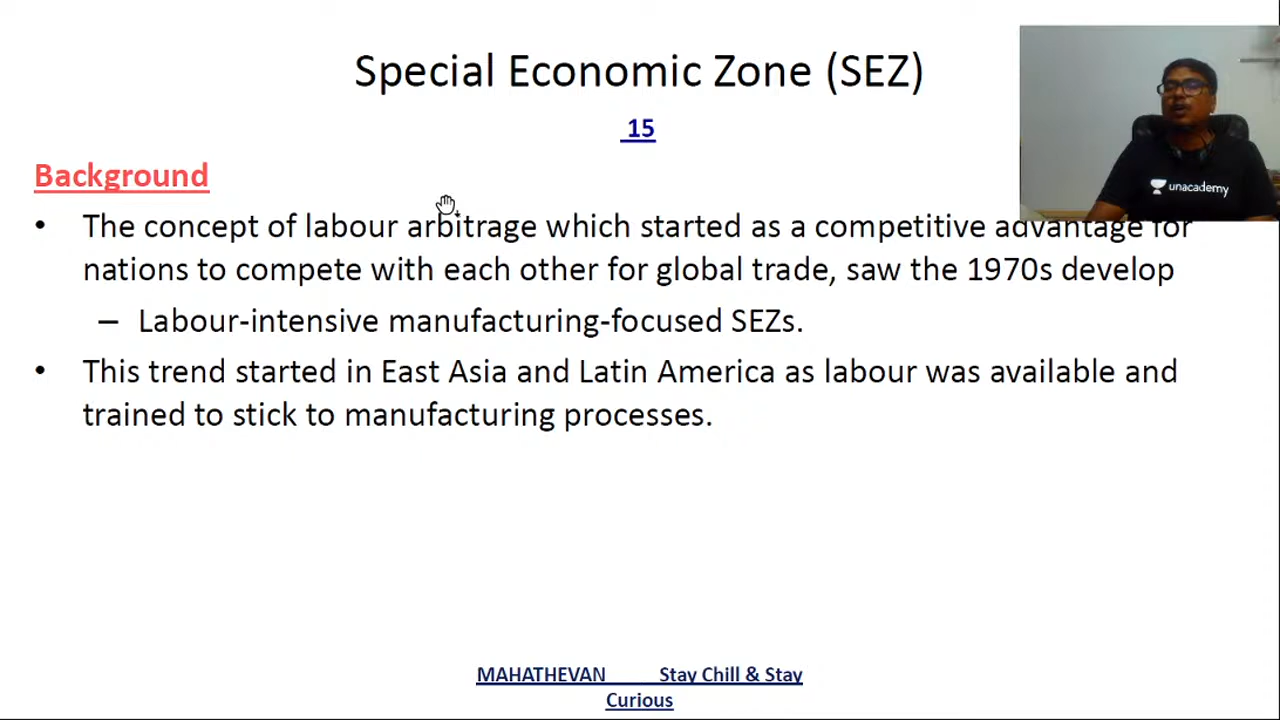 Special Economic Zone (SEZ)
15
Background
• The concept of labour arbitrage which started as a competitive advantage for
nations to compete with each other for global trade, saw the 1970s develop
– Labour-intensive manufacturing-focused SEZs.
• This trend started in East Asia and Latin America as labour was available and
trained to stick to manufacturing processes.
unacademy
MAHATHEVAN Stay Chill & Stay
Curious